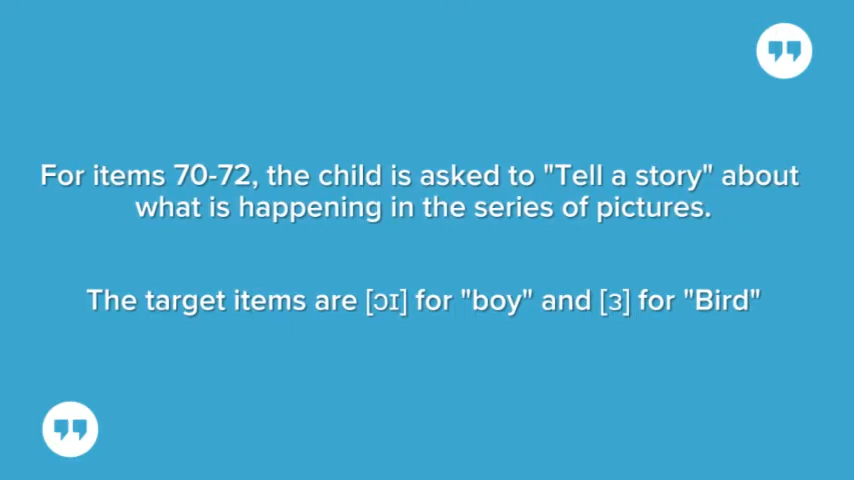 For items 70-72, the child is asked to "Tell a story" about
what is happening in the series of pictures.
The target items are [ɔɪ] for "boy" and [ɜ] for "Bird"